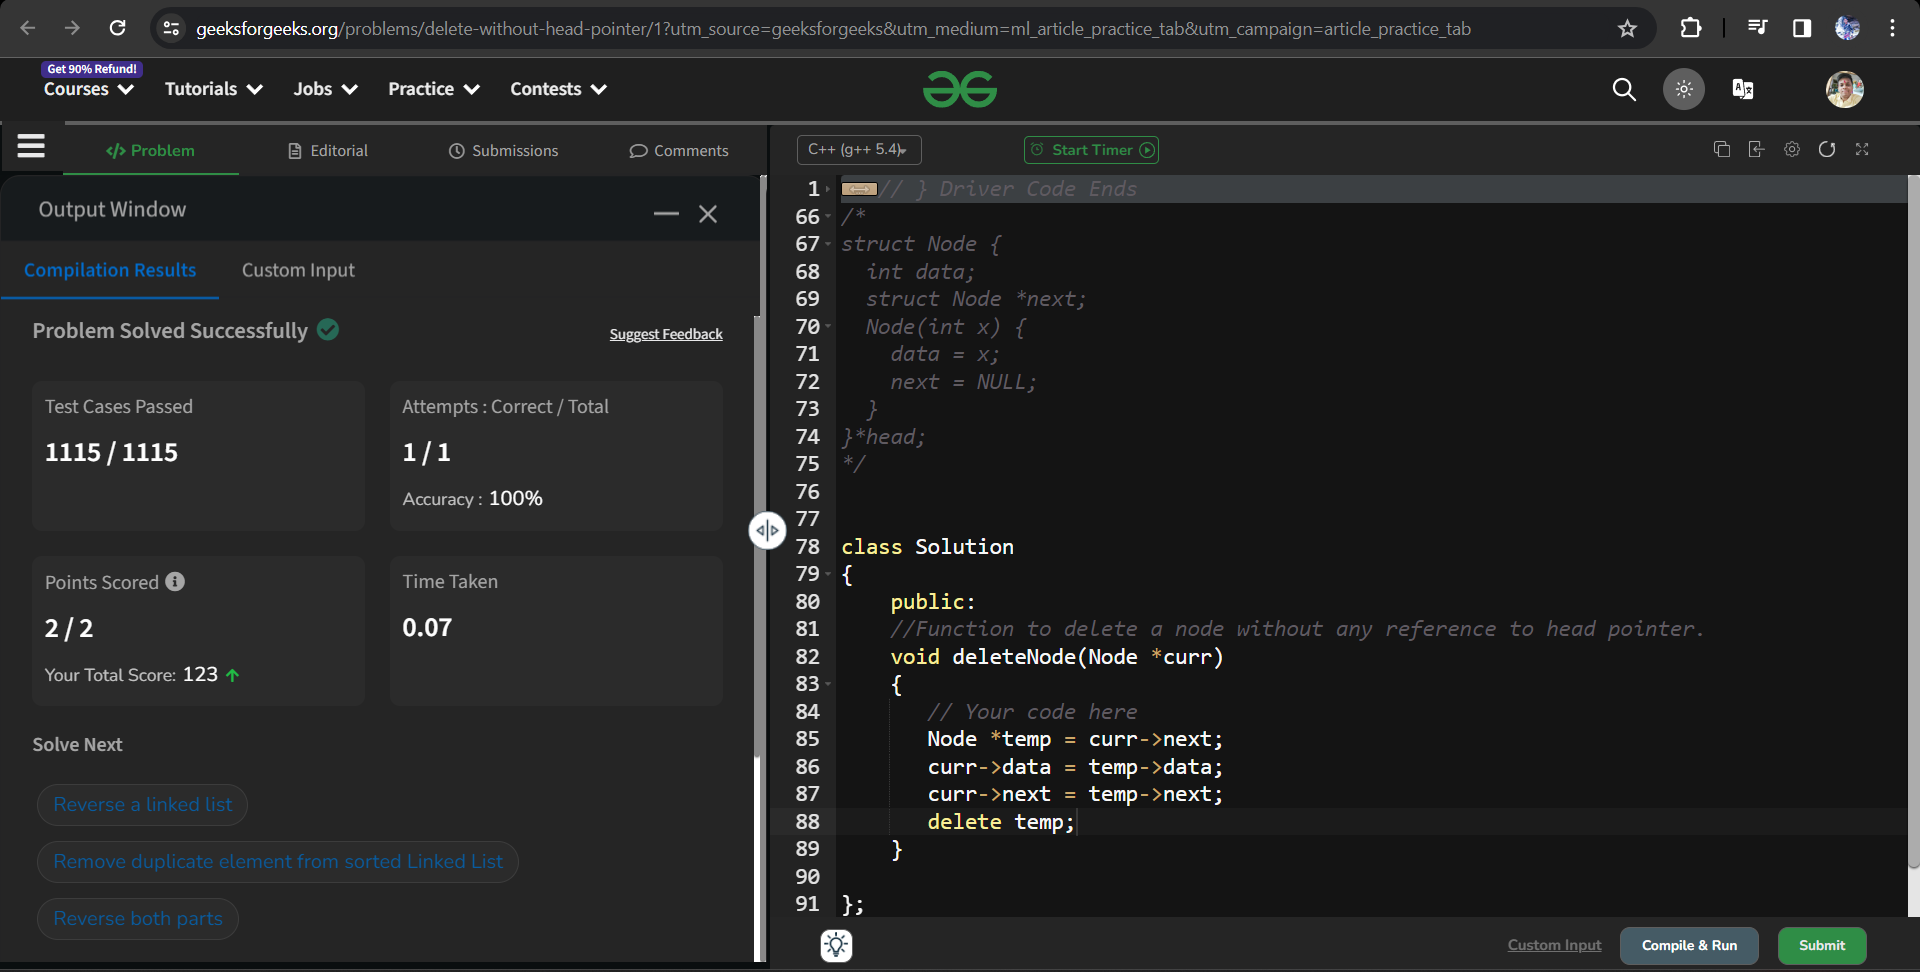 geeksforgeeks.org/problems/delete-without-head-pointer/1?utm_source=geeksforgeeks&utm_medium=ml_article_practice_tab&utm_campaign=article_practice_tab
Get 90% Refund!
Courses Tutorials Jobs Practice Contests
</> Problem Editorial Submissions Comments
Output Window
Compilation Results Custom Input
Problem Solved Successfully
Suggest Feedback
Test Cases Passed
1115 / 1115
Attempts : Correct / Total
1 / 1
Accuracy : 100%
Points Scored
2 / 2
Your Total Score: 123
Time Taken
0.07
Solve Next
Reverse a linked list
Remove duplicate element from sorted Linked List
Reverse both parts
C++ (g++ 5.4) Start Timer
1 // } Driver Code Ends
66 /*
67 struct Node {
68 int data;
69 struct Node *next;
70 Node(int x) {
71 data = x;
72 next = NULL;
73 }
74 }*head;
75 */
76
77
78 class Solution
79 {
80 public:
81 //Function to delete a node without any reference to head pointer.
82 void deleteNode(Node *curr)
83 {
84 // Your code here
85 Node *temp = curr->next;
86 curr->data = temp->data;
87 curr->next = temp->next;
88 delete temp;
89 }
90
91 };
Custom Input Compile & Run Submit